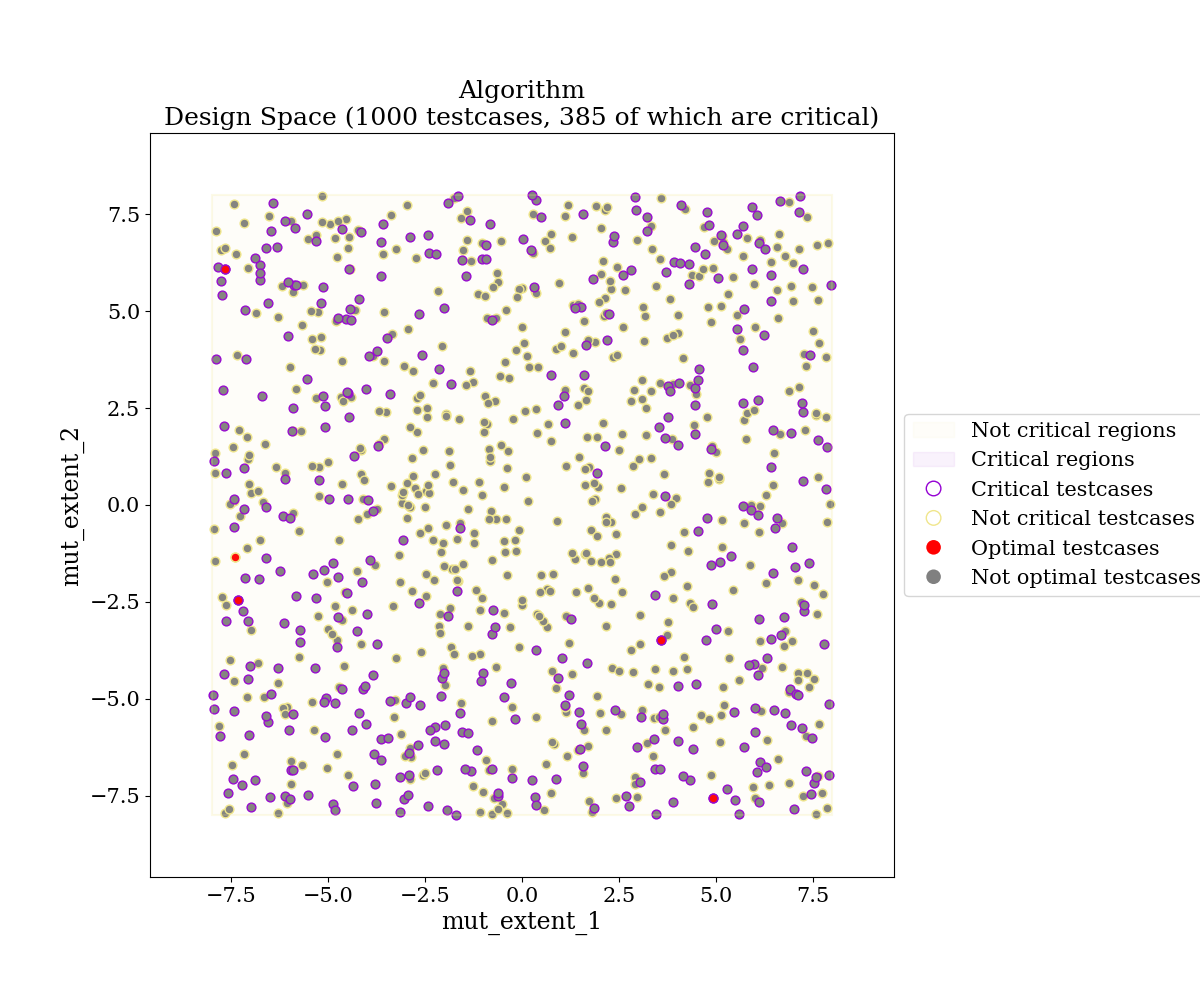 Algorithm
Design Space (1000 testcases, 385 of which are critical)
7.5
5.0
2.5
0.0
−2.5
−5.0
−7.5
mut_extent_2
−7.5
−5.0
−2.5
0.0
2.5
5.0
7.5
mut_extent_1
Not critical regions
Critical regions
Critical testcases
Not critical testcases
Optimal testcases
Not optimal testcases